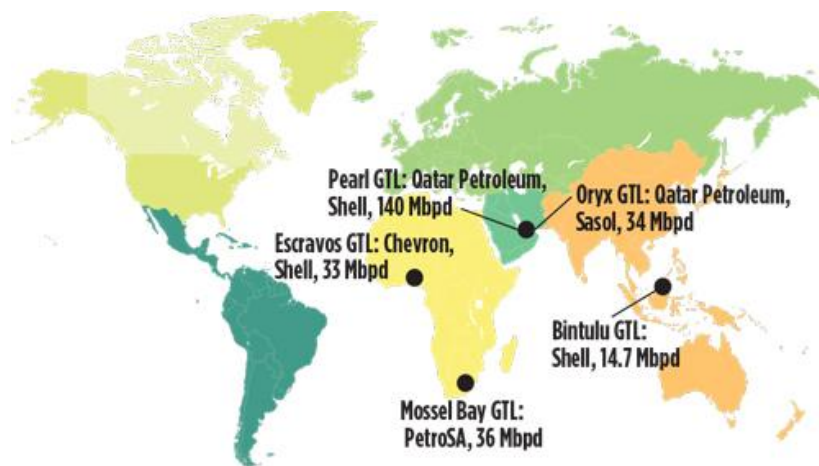 Pearl GTL: Qatar Petroleum,
Shell, 140 Mbpd
Oryx GTL: Qatar Petroleum,
Sasol, 34 Mbpd
Escravos GTL: Chevron,
Shell, 33 Mbpd
Bintulu GTL:
Shell, 14.7 Mbpd
Mossel Bay GTL:
PetroSA, 36 Mbpd